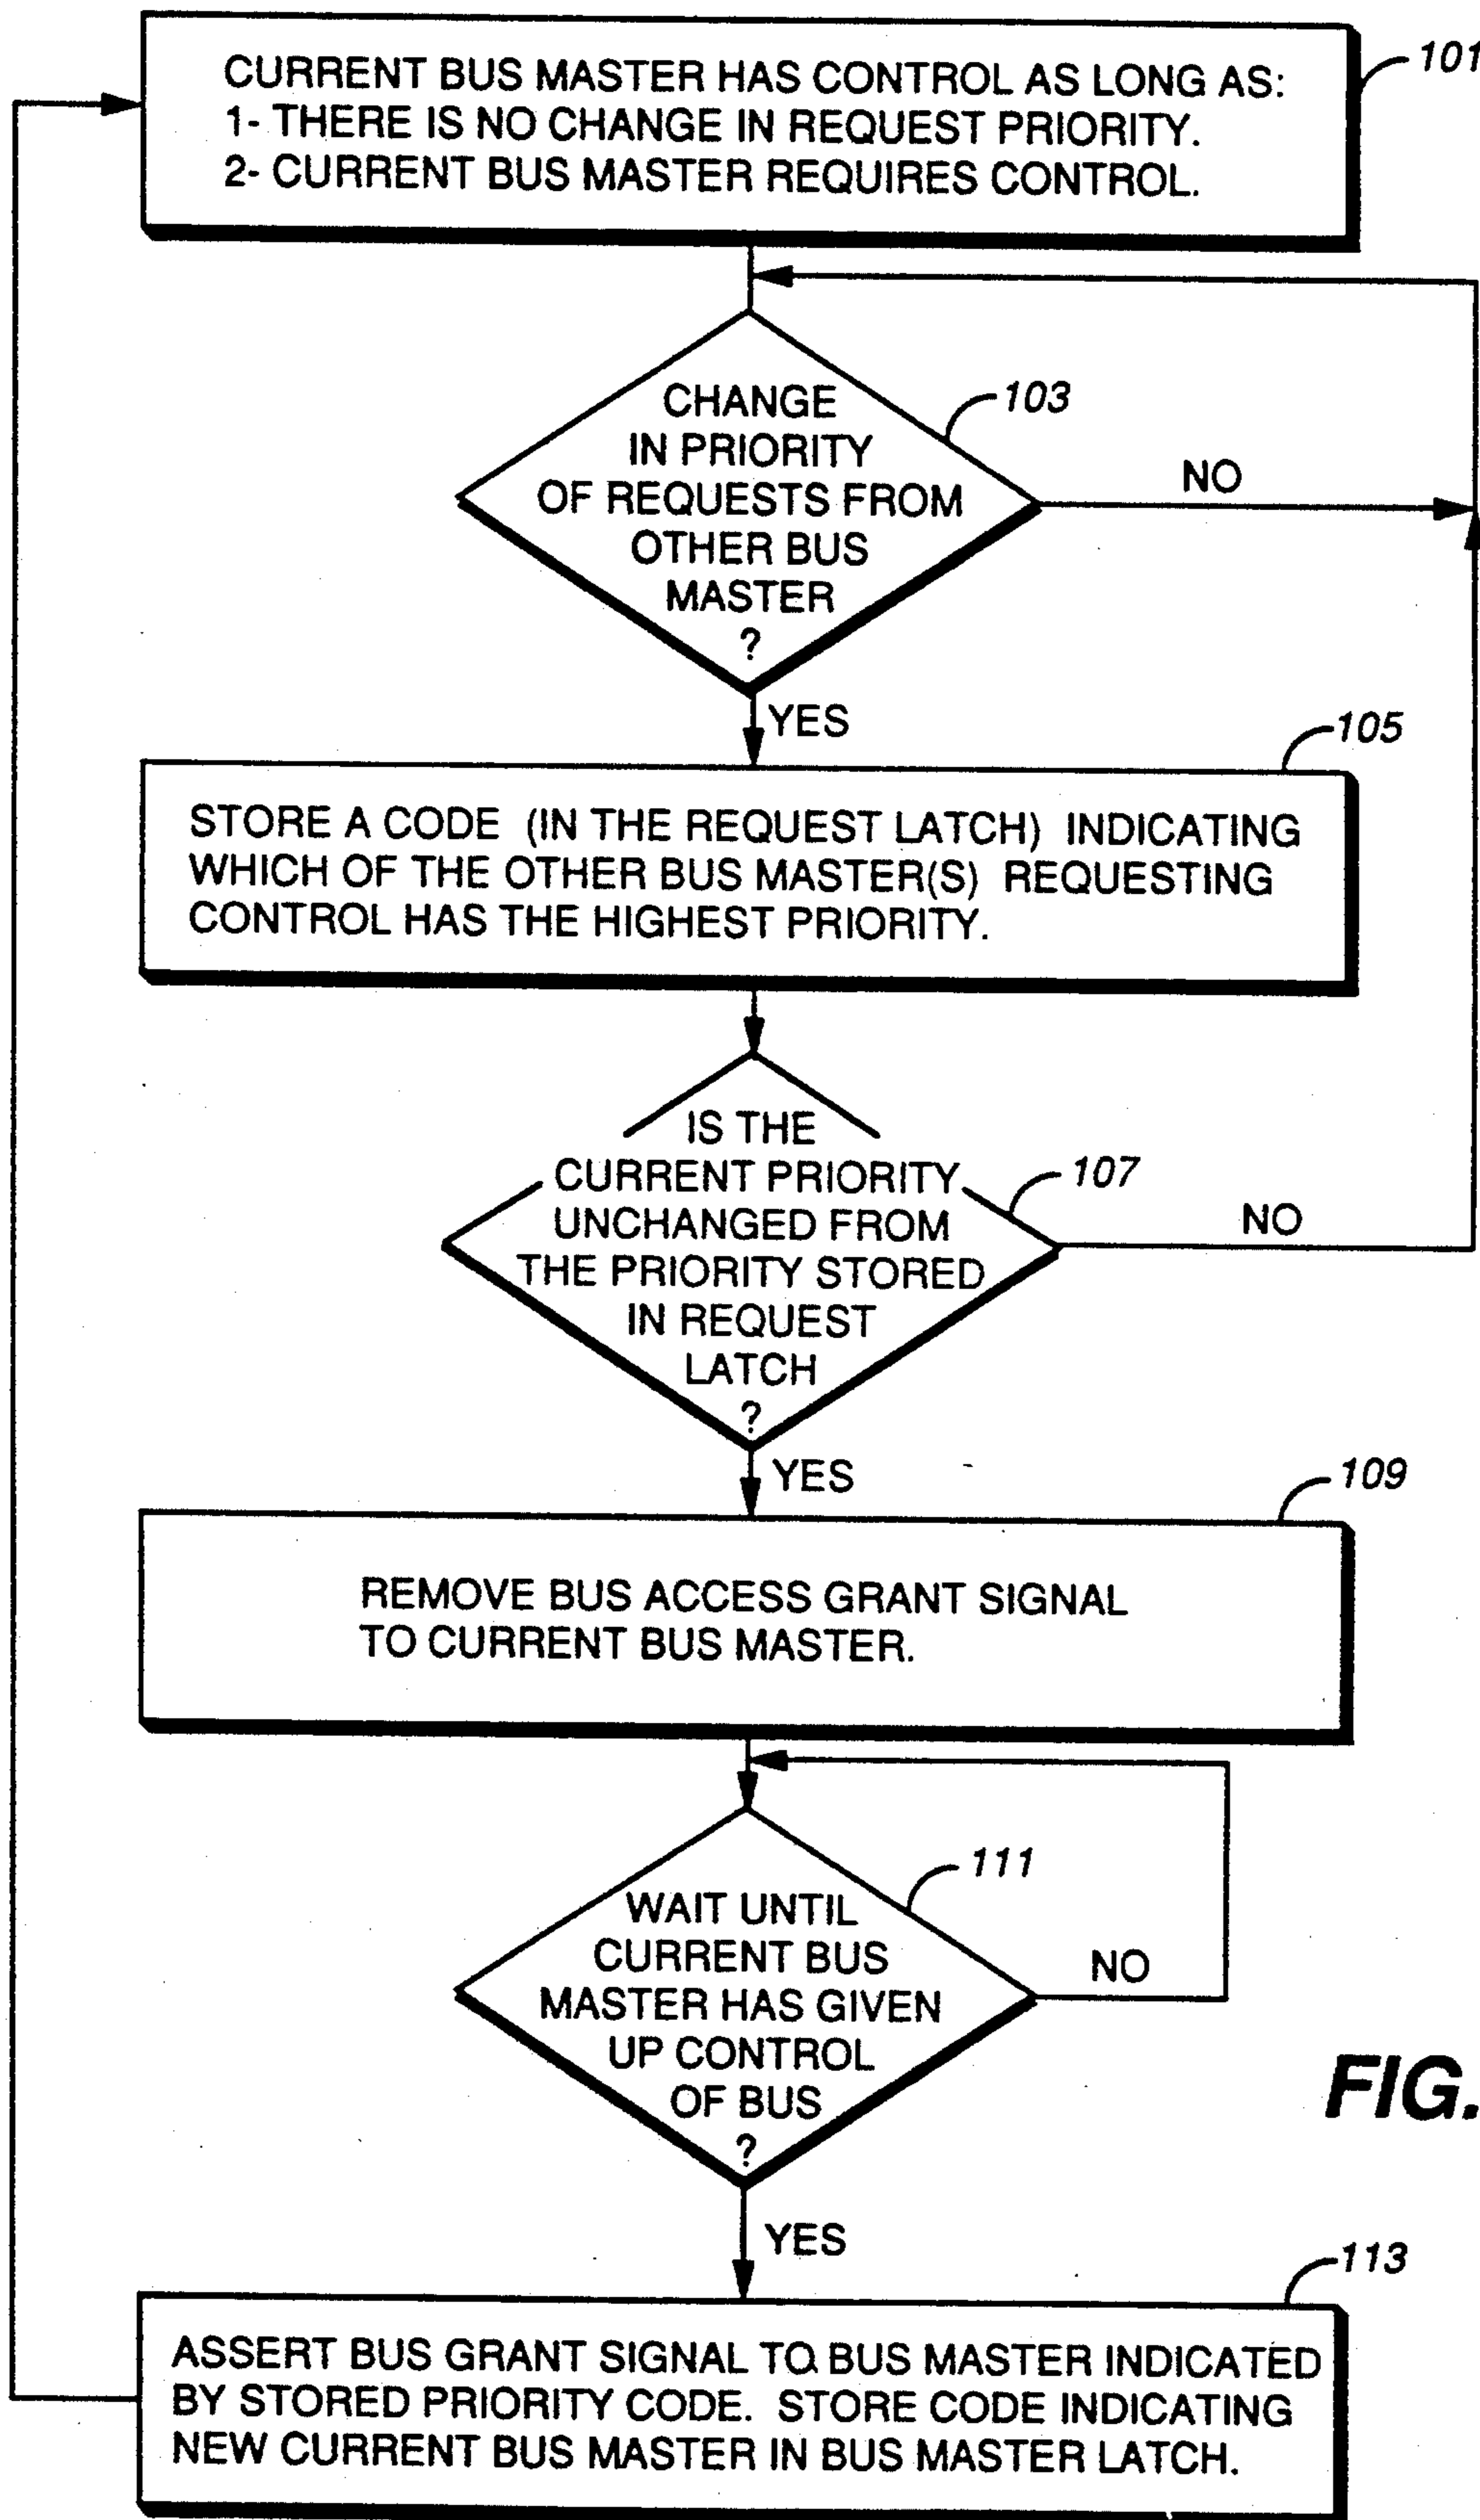 CURRENT BUS MASTER HAS CONTROL AS LONG AS:
1- THERE IS NO CHANGE IN REQUEST PRIORITY.
2- CURRENT BUS MASTER REQUIRES CONTROL.
101
CHANGE
IN PRIORITY
OF REQUESTS FROM
OTHER BUS
MASTER
?
103
NO
YES
105
STORE A CODE (IN THE REQUEST LATCH) INDICATING
WHICH OF THE OTHER BUS MASTER(S) REQUESTING
CONTROL HAS THE HIGHEST PRIORITY.
IS THE
CURRENT PRIORITY
UNCHANGED FROM
THE PRIORITY STORED
IN REQUEST
LATCH
?
107
NO
YES
109
REMOVE BUS ACCESS GRANT SIGNAL
TO CURRENT BUS MASTER.
111
WAIT UNTIL
CURRENT BUS
MASTER HAS GIVEN
UP CONTROL
OF BUS
?
NO
FIG.
YES
113
ASSERT BUS GRANT SIGNAL TO BUS MASTER INDICATED
BY STORED PRIORITY CODE. STORE CODE INDICATING
NEW CURRENT BUS MASTER IN BUS MASTER LATCH.